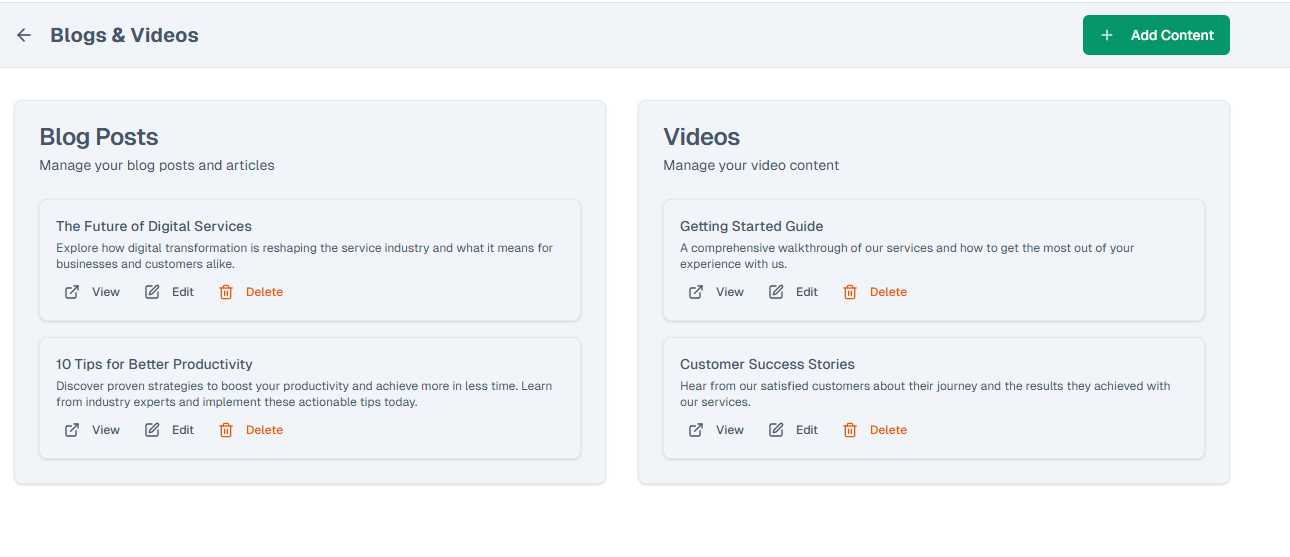 Blogs & Videos
Add Content
Blog Posts
Manage your blog posts and articles
The Future of Digital Services
Explore how digital transformation is reshaping the service industry and what it means for
businesses and customers alike.
View Edit Delete
10 Tips for Better Productivity
Discover proven strategies to boost your productivity and achieve more in less time. Learn
from industry experts and implement these actionable tips today.
View Edit Delete
Videos
Manage your video content
Getting Started Guide
A comprehensive walkthrough of our services and how to get the most out of your
experience with us.
View Edit Delete
Customer Success Stories
Hear from our satisfied customers about their journey and the results they achieved with
our services.
View Edit Delete